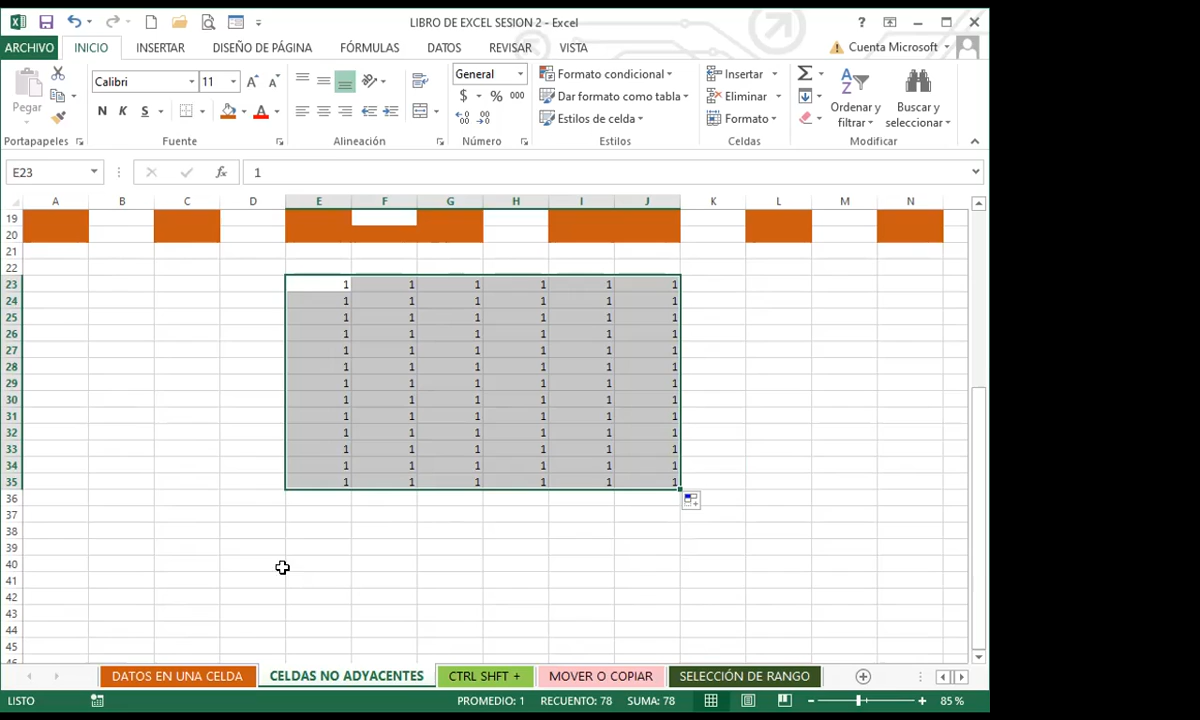 LIBRO DE EXCEL SESION 2 - Excel
ARCHIVO INICIO INSERTAR DISEÑO DE PÁGINA FÓRMULAS DATOS REVISAR VISTA Cuenta Microsoft
Pegar
Calibri 11
N K S
General
$ % 000
Formato condicional
Dar formato como tabla
Estilos de celda
Insertar
Eliminar
Formato
Ordenar y filtrar
Buscar y seleccionar
Portapapeles Fuente Alineación Número Estilos Celdas Modificar
E23 fx 1
A B C D E F G H I J K L M N
19
20
21
22
23 1 1 1 1 1 1
24 1 1 1 1 1 1
25 1 1 1 1 1 1
26 1 1 1 1 1 1
27 1 1 1 1 1 1
28 1 1 1 1 1 1
29 1 1 1 1 1 1
30 1 1 1 1 1 1
31 1 1 1 1 1 1
32 1 1 1 1 1 1
33 1 1 1 1 1 1
34 1 1 1 1 1 1
35 1 1 1 1 1 1
36
37
38
39
40
41
42
43
44
45
DATOS EN UNA CELDA CELDAS NO ADYACENTES CTRL SHFT + MOVER O COPIAR SELECCIÓN DE RANGO
LISTO PROMEDIO: 1 RECUENTO: 78 SUMA: 78 85 %